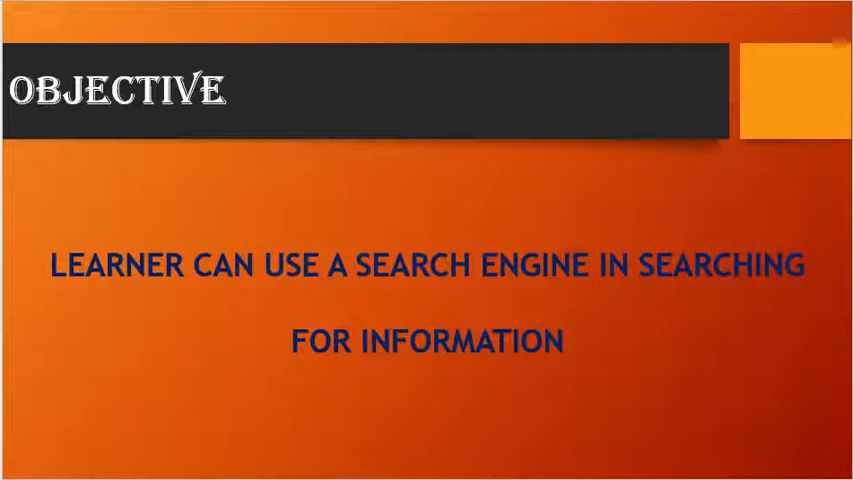 OBJECTIVE
LEARNER CAN USE A SEARCH ENGINE IN SEARCHING
FOR INFORMATION